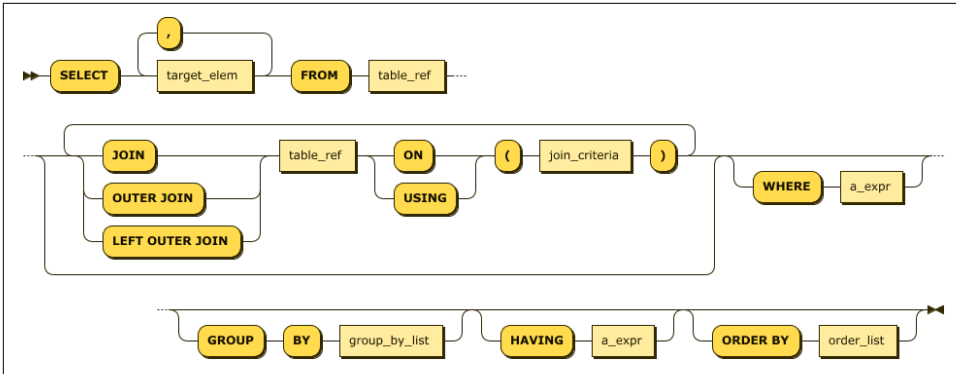 ,
SELECT target_elem FROM table_ref
JOIN table_ref ON ( join_criteria )
OUTER JOIN USING WHERE a_expr
LEFT OUTER JOIN
GROUP BY group_by_list HAVING a_expr ORDER BY order_list